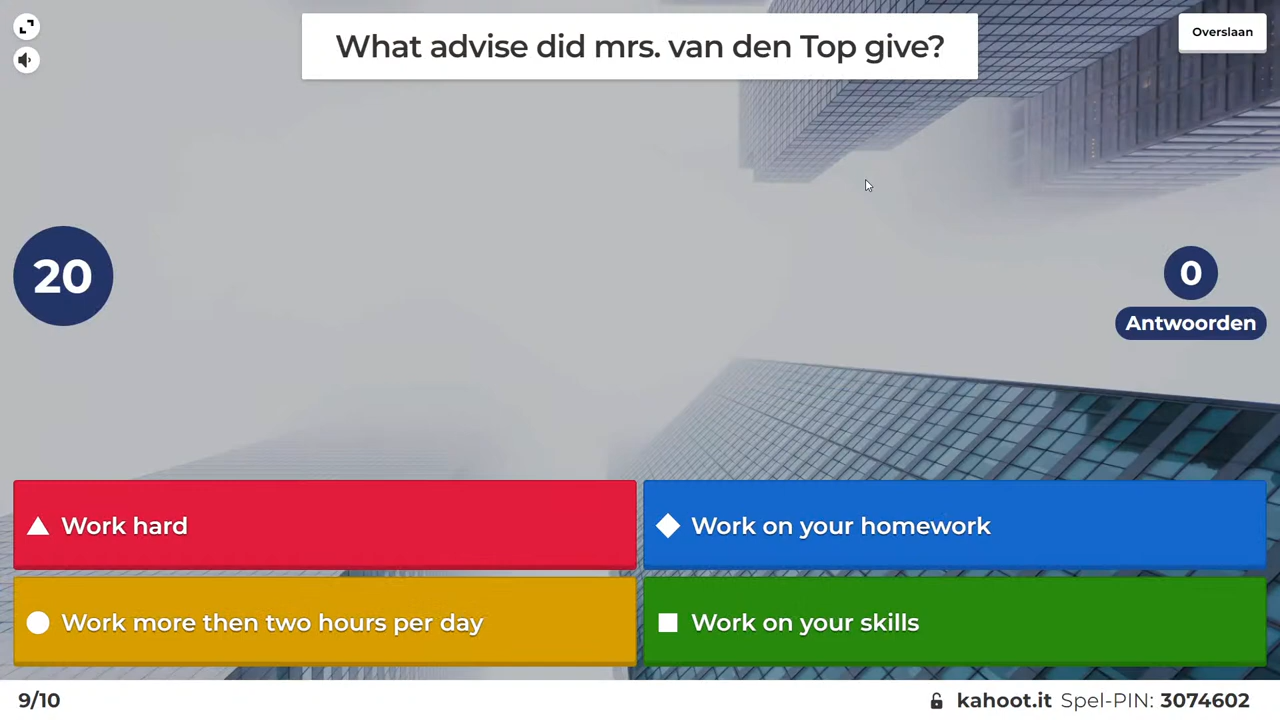 What advise did mrs. van den Top give?
Overslaan
20
0
Antwoorden
Work hard
Work on your homework
Work more then two hours per day
Work on your skills
9/10
kahoot.it Spel-PIN: 3074602